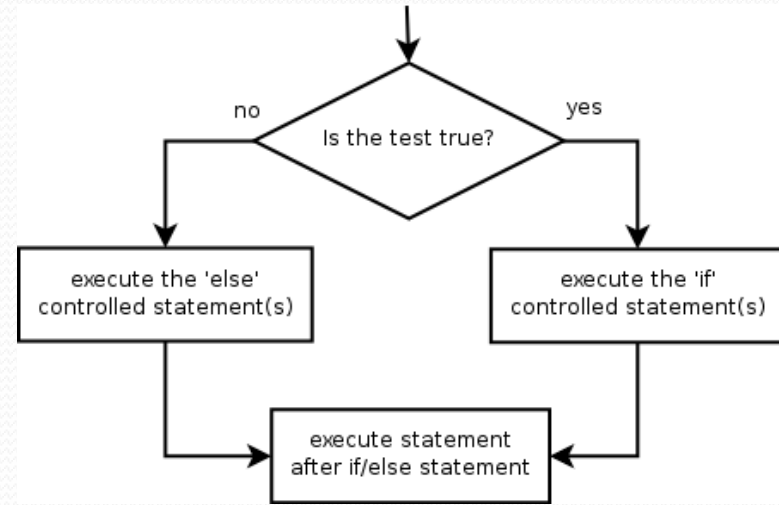 no
yes
Is the test true?
execute the 'else'
controlled statement(s)
execute the 'if'
controlled statement(s)
execute statement
after if/else statement